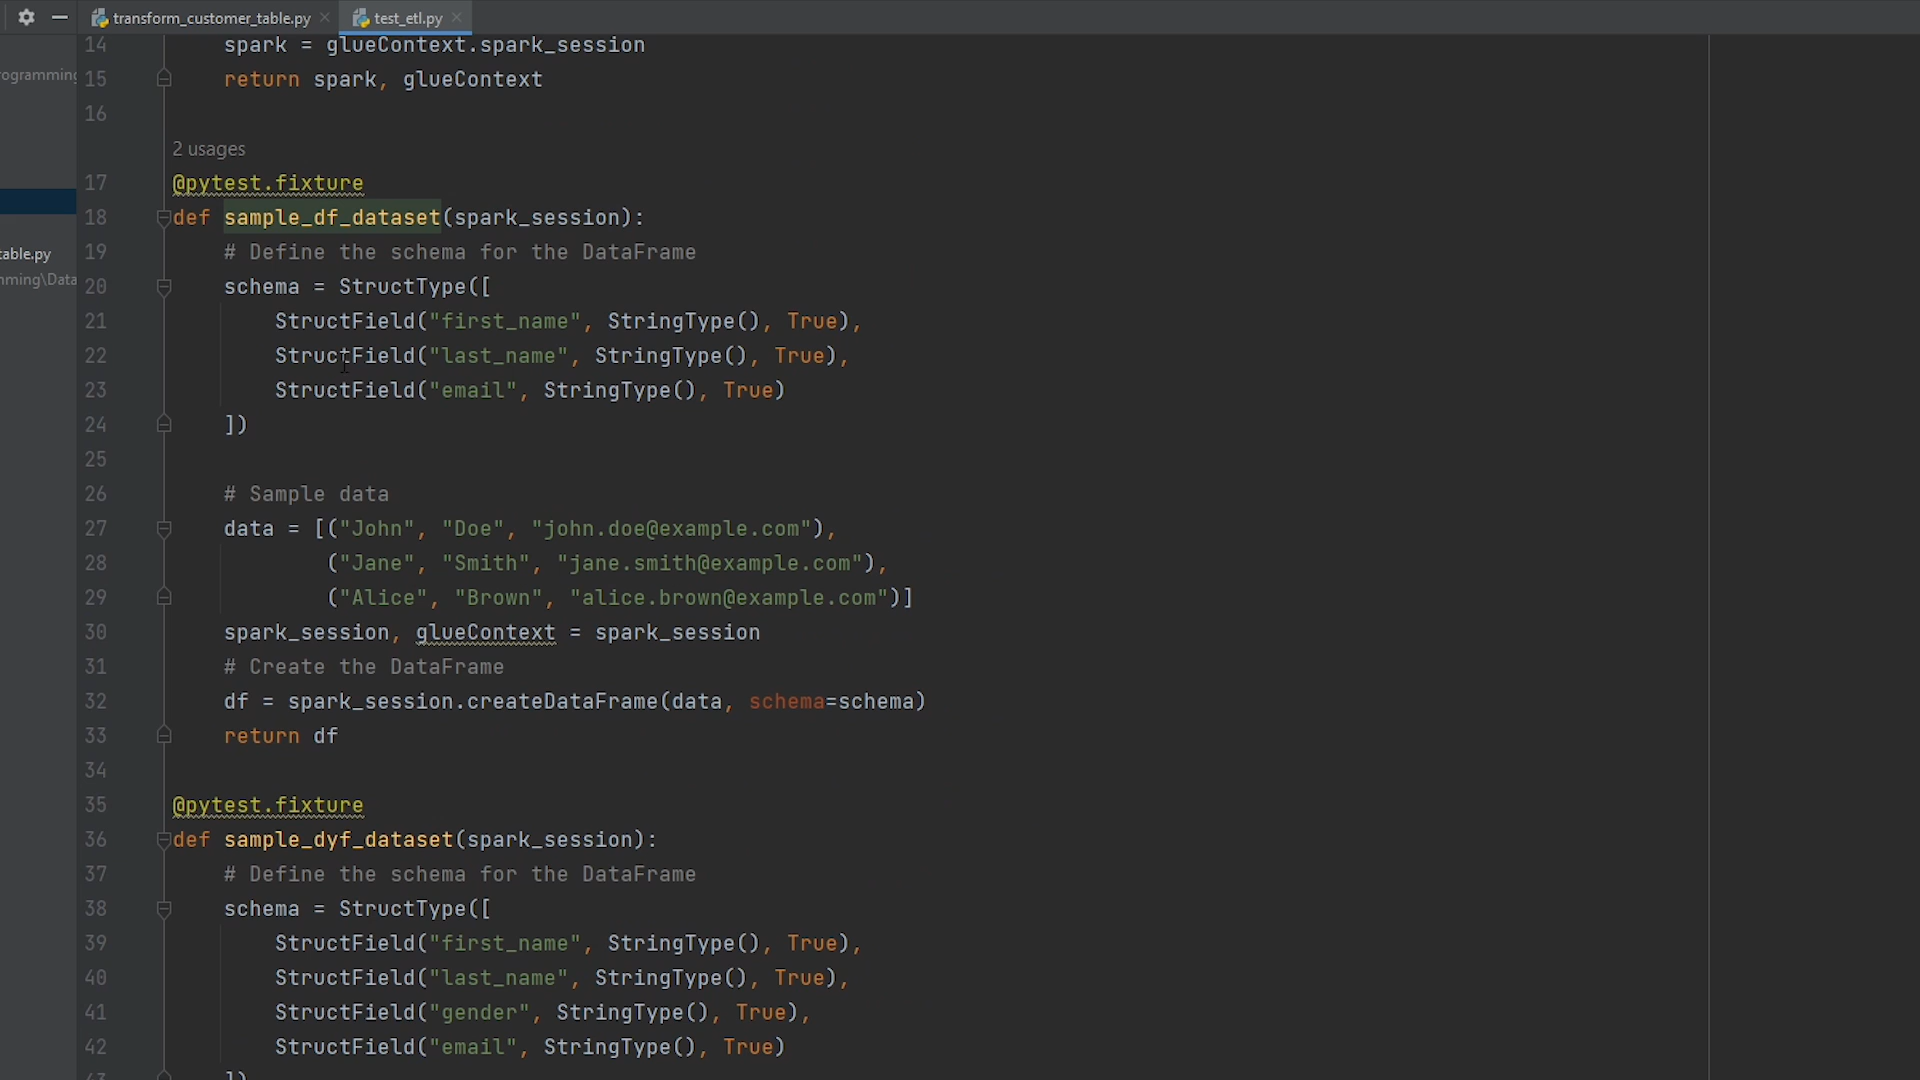 transform_customer_table.py
test_etl.py
14 spark = glueContext.spark_session
rogramming
15 return spark, glueContext
16
2 usages
17 @pytest.fixture
18 def sample_df_dataset(spark_session):
19 # Define the schema for the DataFrame
table.py
20 schema = StructType([
mming\Data
21 StructField("first_name", StringType(), True),
22 StructField("last_name", StringType(), True),
23 StructField("email", StringType(), True)
24 ])
25
26 # Sample data
27 data = [("John", "Doe", "john.doe@example.com"),
28 ("Jane", "Smith", "jane.smith@example.com"),
29 ("Alice", "Brown", "alice.brown@example.com")]
30 spark_session, glueContext = spark_session
31 # Create the DataFrame
32 df = spark_session.createDataFrame(data, schema=schema)
33 return df
34
35 @pytest.fixture
36 def sample_dyf_dataset(spark_session):
37 # Define the schema for the DataFrame
38 schema = StructType([
39 StructField("first_name", StringType(), True),
40 StructField("last_name", StringType(), True),
41 StructField("gender", StringType(), True),
42 StructField("email", StringType(), True)
43 ])